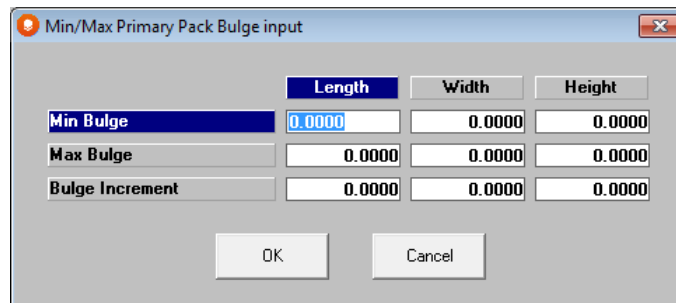 Min/Max Primary Pack Bulge input
Length Width Height
Min Bulge 0.0000 0.0000 0.0000
Max Bulge 0.0000 0.0000 0.0000
Bulge Increment 0.0000 0.0000 0.0000
OK Cancel